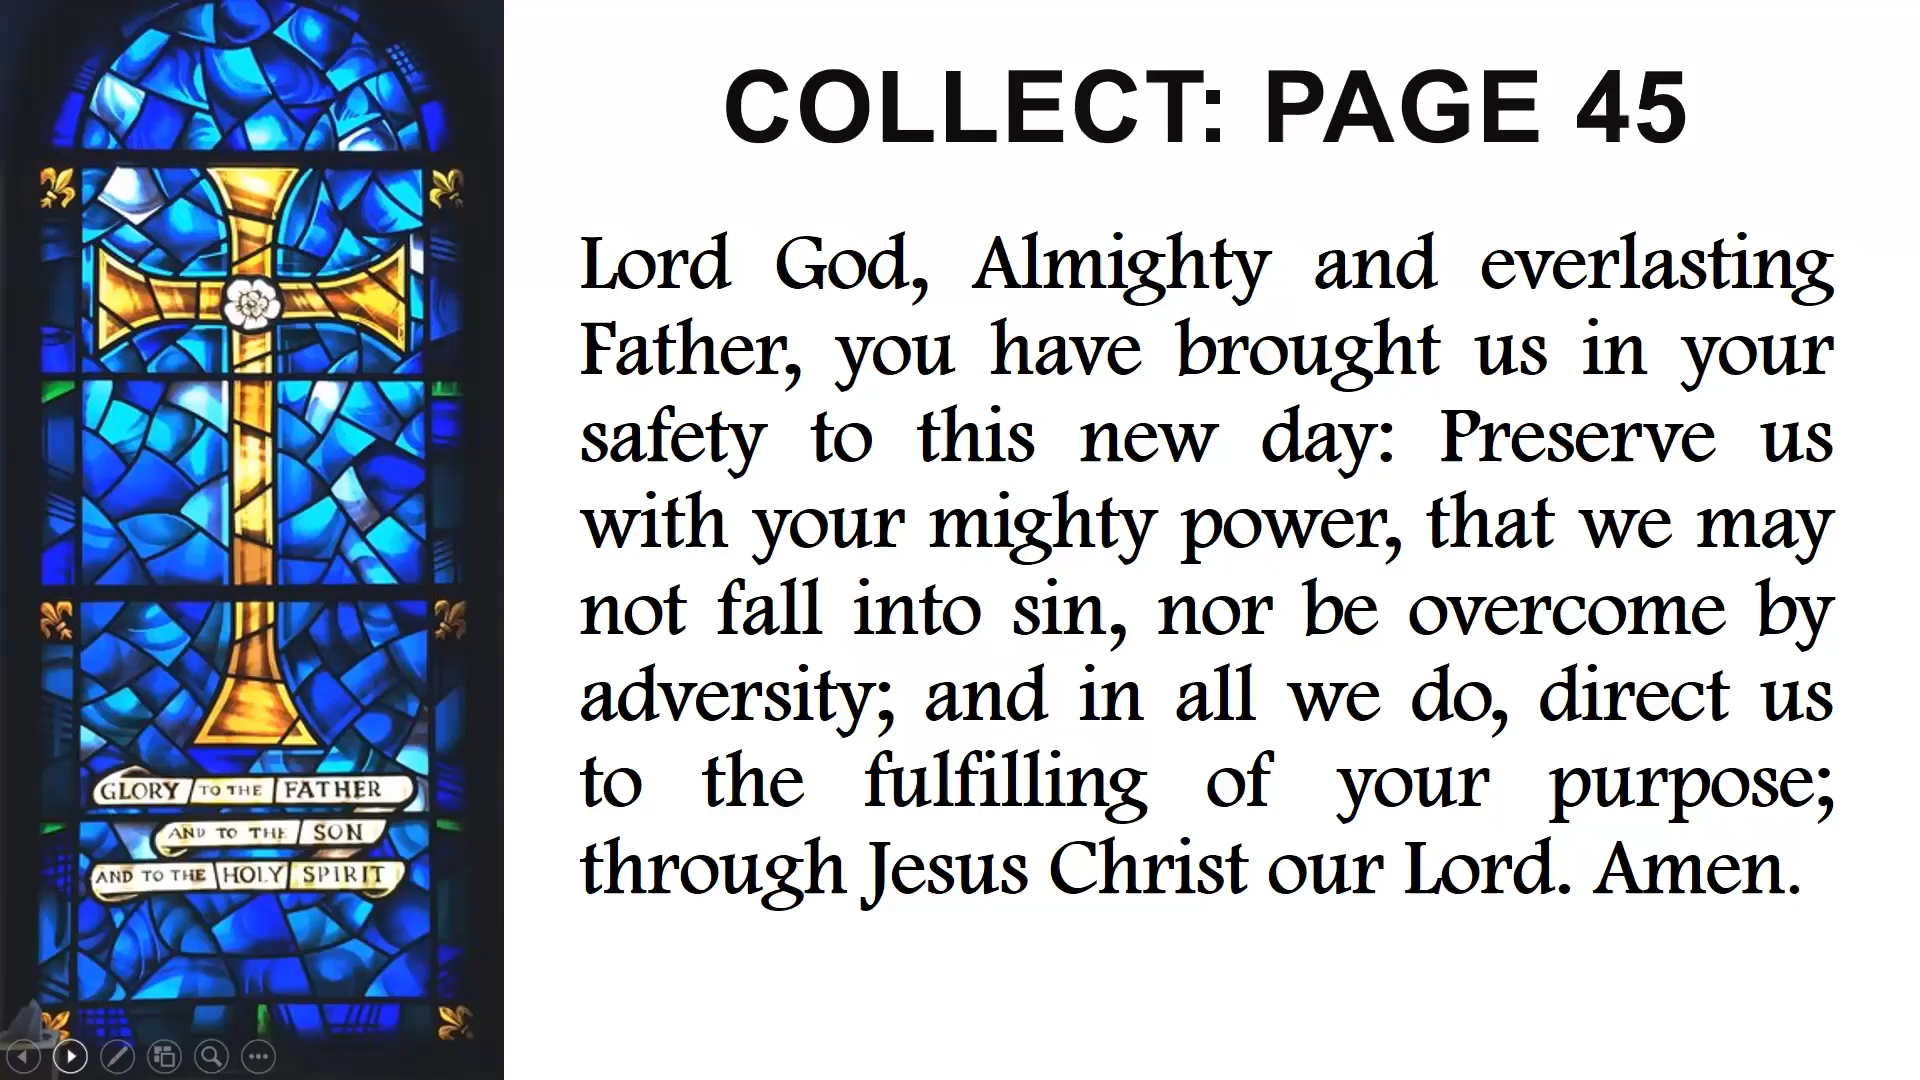 COLLECT: PAGE 45
Lord God, Almighty and everlasting
Father, you have brought us in your
safety to this new day: Preserve us
with your mighty power, that we may
not fall into sin, nor be overcome by
adversity; and in all we do, direct us
to the fulfilling of your purpose;
through Jesus Christ our Lord. Amen.
GLORY TO THE FATHER
AND TO THE SON
AND TO THE HOLY SPIRIT